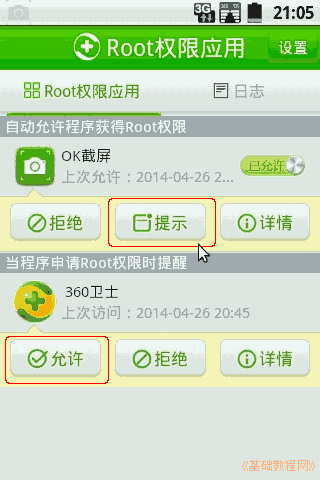 3G
21:05
Root权限应用
设置
Root权限应用
日志
自动允许程序获得Root权限
OK截屏
已允许
上次允许：2014-04-26 2...
拒绝
提示
详情
当程序申请Root权限时提醒
360卫士
上次访问：2014-04-26 20:45
允许
拒绝
详情
《基础教程网》